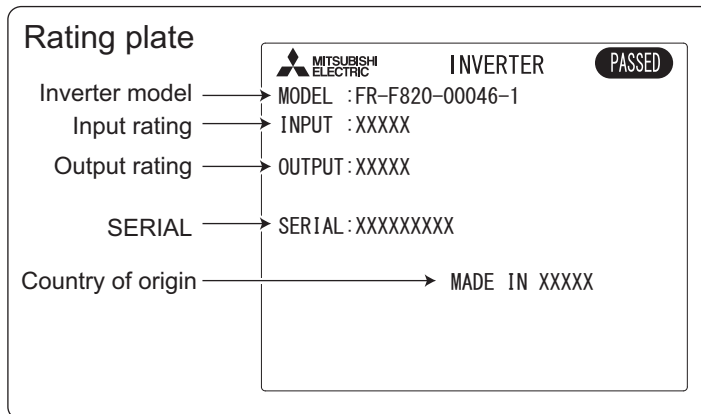 Rating plate
MITSUBISHI
ELECTRIC
INVERTER
PASSED
Inverter model
MODEL :FR-F820-00046-1
Input rating
INPUT :XXXXX
Output rating
OUTPUT:XXXXX
SERIAL
SERIAL:XXXXXXXXX
Country of origin
MADE IN XXXXX